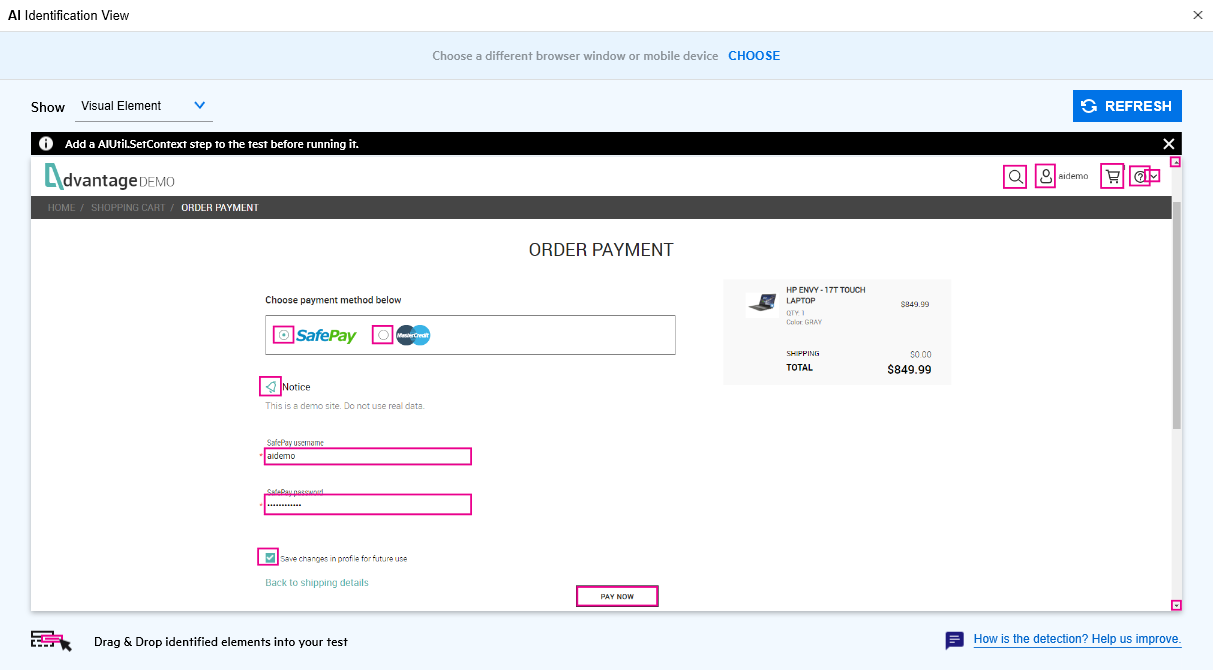 AI Identification View
Choose a different browser window or mobile device CHOOSE
Show Visual Element
REFRESH
Add a AIUtil.SetContext step to the test before running it.
dvantage DEMO
aidemo
HOME / SHOPPING CART / ORDER PAYMENT
ORDER PAYMENT
Choose payment method below
SafePay MasterCredit
Notice
This is a demo site. Do not use real data.
SafePay username
* aidemo
SafePay password
* ••••••••••••
Save changes in profile for future use
Back to shipping details
PAY NOW
HP ENVY - 17T TOUCH
LAPTOP
$849.99
QTY: 1
Color: GRAY
SHIPPING $0.00
TOTAL $849.99
Drag & Drop identified elements into your test
How is the detection? Help us improve.